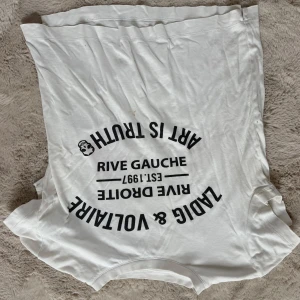 ZADIG & VOLTAIRE
RIVE DROITE
EST.1997
RIVE GAUCHE
ART IS TRUTH